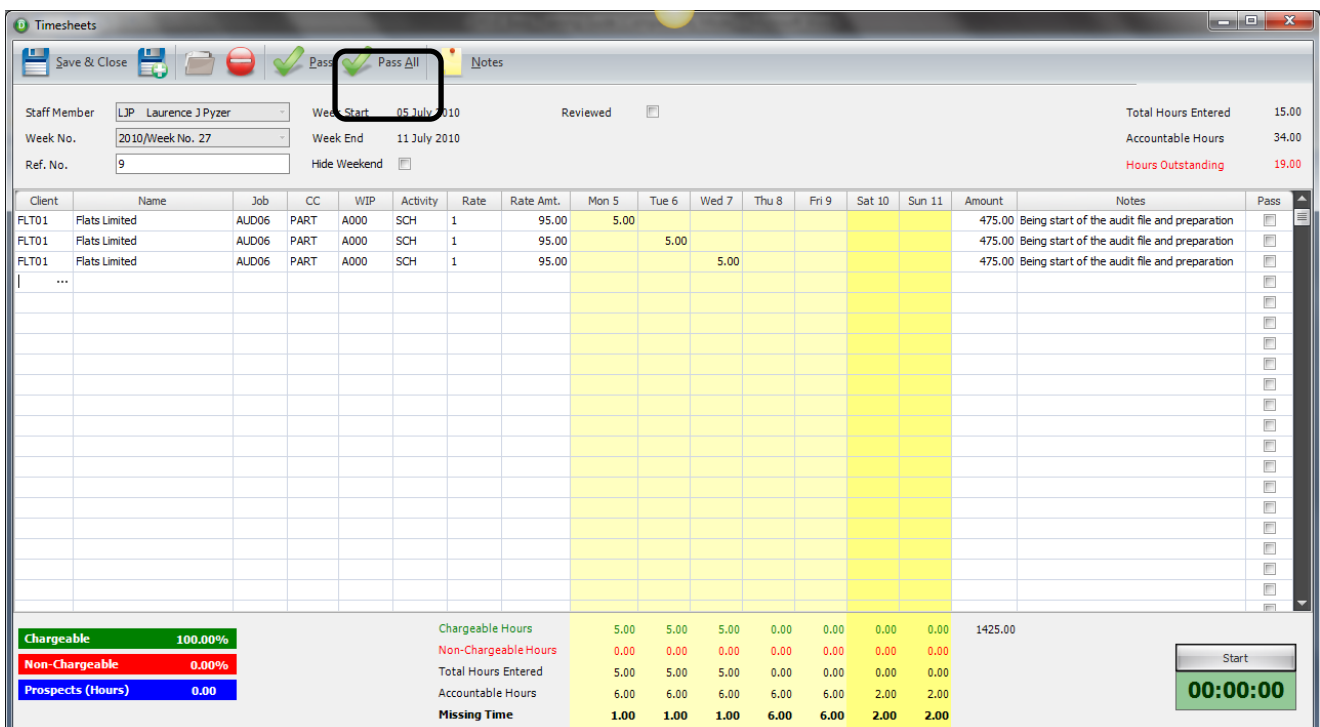 Timesheets
Save & Close Pass Pass All Notes
Staff Member LJP Laurence J Pyzer Week Start 05 July 2010 Reviewed Total Hours Entered 15.00
Week No. 2010/Week No. 27 Week End 11 July 2010 Accountable Hours 34.00
Ref. No. 9 Hide Weekend Hours Outstanding 19.00
Client Name Job CC WIP Activity Rate Rate Amt. Mon 5 Tue 6 Wed 7 Thu 8 Fri 9 Sat 10 Sun 11 Amount Notes Pass
FLT01 Flats Limited AUD06 PART A000 SCH 1 95.00 5.00 475.00 Being start of the audit file and preparation
FLT01 Flats Limited AUD06 PART A000 SCH 1 95.00 5.00 475.00 Being start of the audit file and preparation
FLT01 Flats Limited AUD06 PART A000 SCH 1 95.00 5.00 475.00 Being start of the audit file and preparation
...
Chargeable 100.00% Chargeable Hours 5.00 5.00 5.00 0.00 0.00 0.00 0.00 1425.00
Non-Chargeable 0.00% Non-Chargeable Hours 0.00 0.00 0.00 0.00 0.00 0.00 0.00 Start
Prospects (Hours) 0.00 Total Hours Entered 5.00 5.00 5.00 0.00 0.00 0.00 0.00
Accountable Hours 6.00 6.00 6.00 6.00 6.00 2.00 2.00 00:00:00
Missing Time 1.00 1.00 1.00 6.00 6.00 2.00 2.00